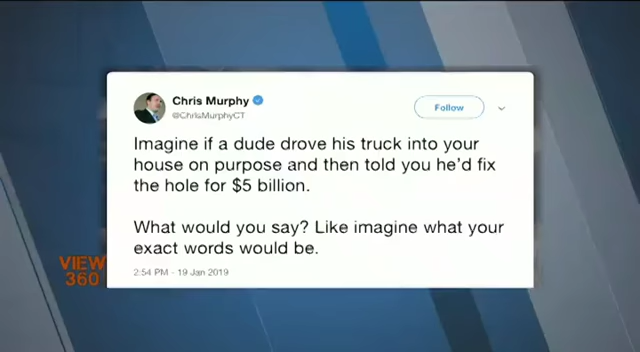 Chris Murphy
@ChrisMurphyCT
Follow
Imagine if a dude drove his truck into your
house on purpose and then told you he'd fix
the hole for $5 billion.
What would you say? Like imagine what your
exact words would be.
2:54 PM - 19 Jan 2019
VIEW
360